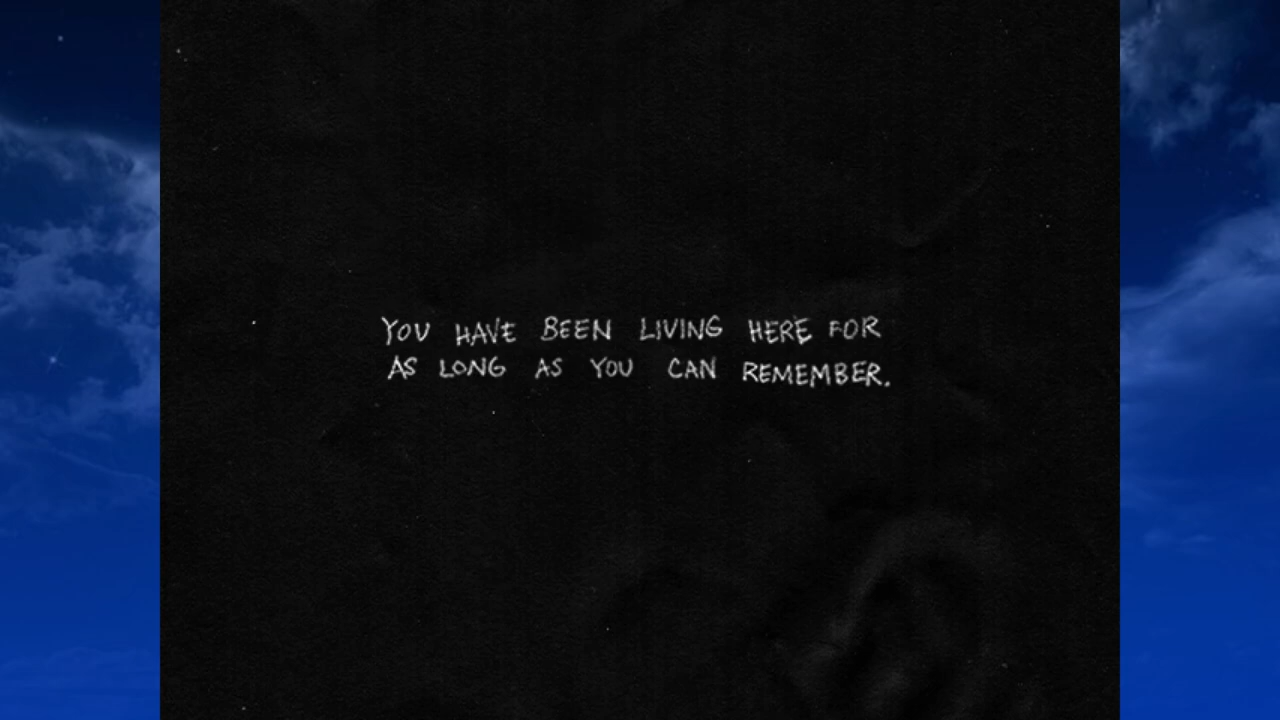 YOU HAVE BEEN LIVING HERE FOR
AS LONG AS YOU CAN REMEMBER.